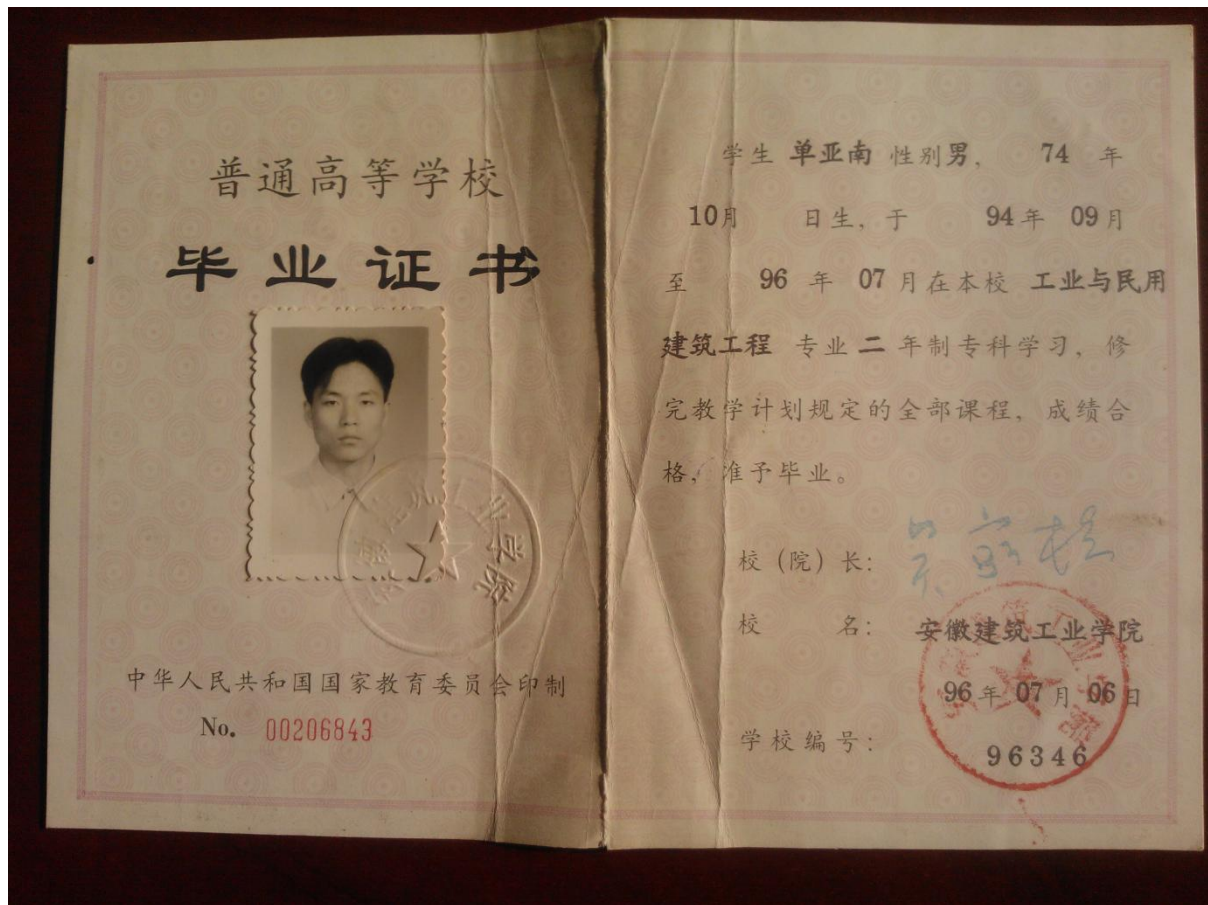 普通高等学校
毕业证书
中华人民共和国国家教育委员会印制
No. 00206843
学生 单亚南 性别男, 74 年
10月 日生, 于 94年 09月
至 96 年 07月在本校 工业与民用
建筑工程 专业 二 年制专科学习, 修
完教学计划规定的全部课程, 成绩合
格, 准予毕业。
校(院)长:
校 名: 安徽建筑工业学院
96年 07月 06日
学校编号: 96346